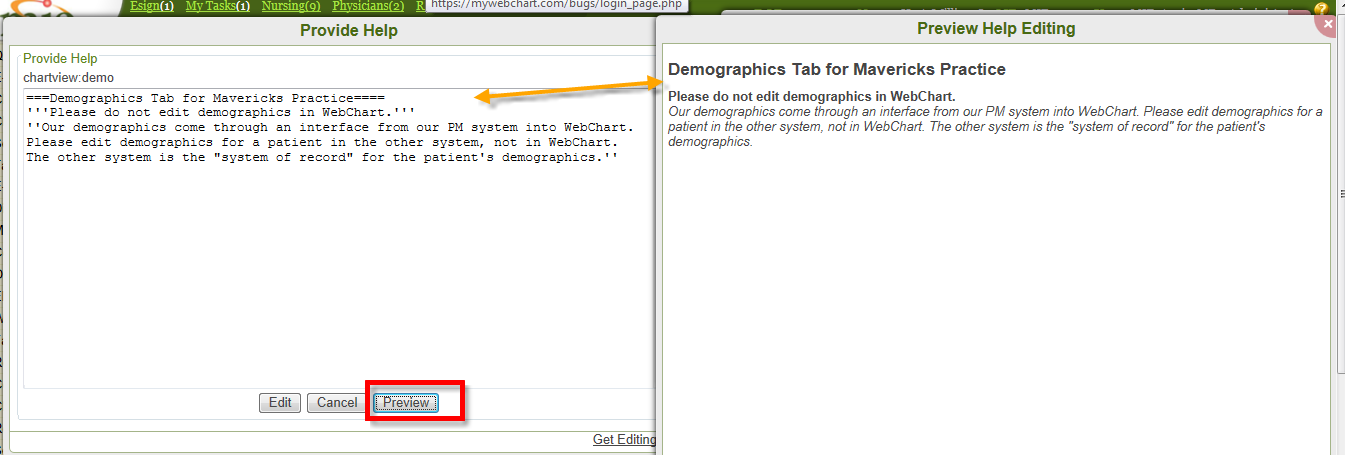 Esign(1) My Tasks(1) Nursing(9) Physicians(2) R
https://mywebchart.com/bugs/login_page.php
Provide Help
Provide Help
chartview:demo
===Demographics Tab for Mavericks Practice====
'''Please do not edit demographics in WebChart.'''
''Our demographics come through an interface from our PM system into WebChart.
Please edit demographics for a patient in the other system, not in WebChart.
The other system is the "system of record" for the patient's demographics.''
Edit Cancel Preview
Get Editing
Preview Help Editing
Demographics Tab for Mavericks Practice
Please do not edit demographics in WebChart.
Our demographics come through an interface from our PM system into WebChart. Please edit demographics for a
patient in the other system, not in WebChart. The other system is the "system of record" for the patient's
demographics.